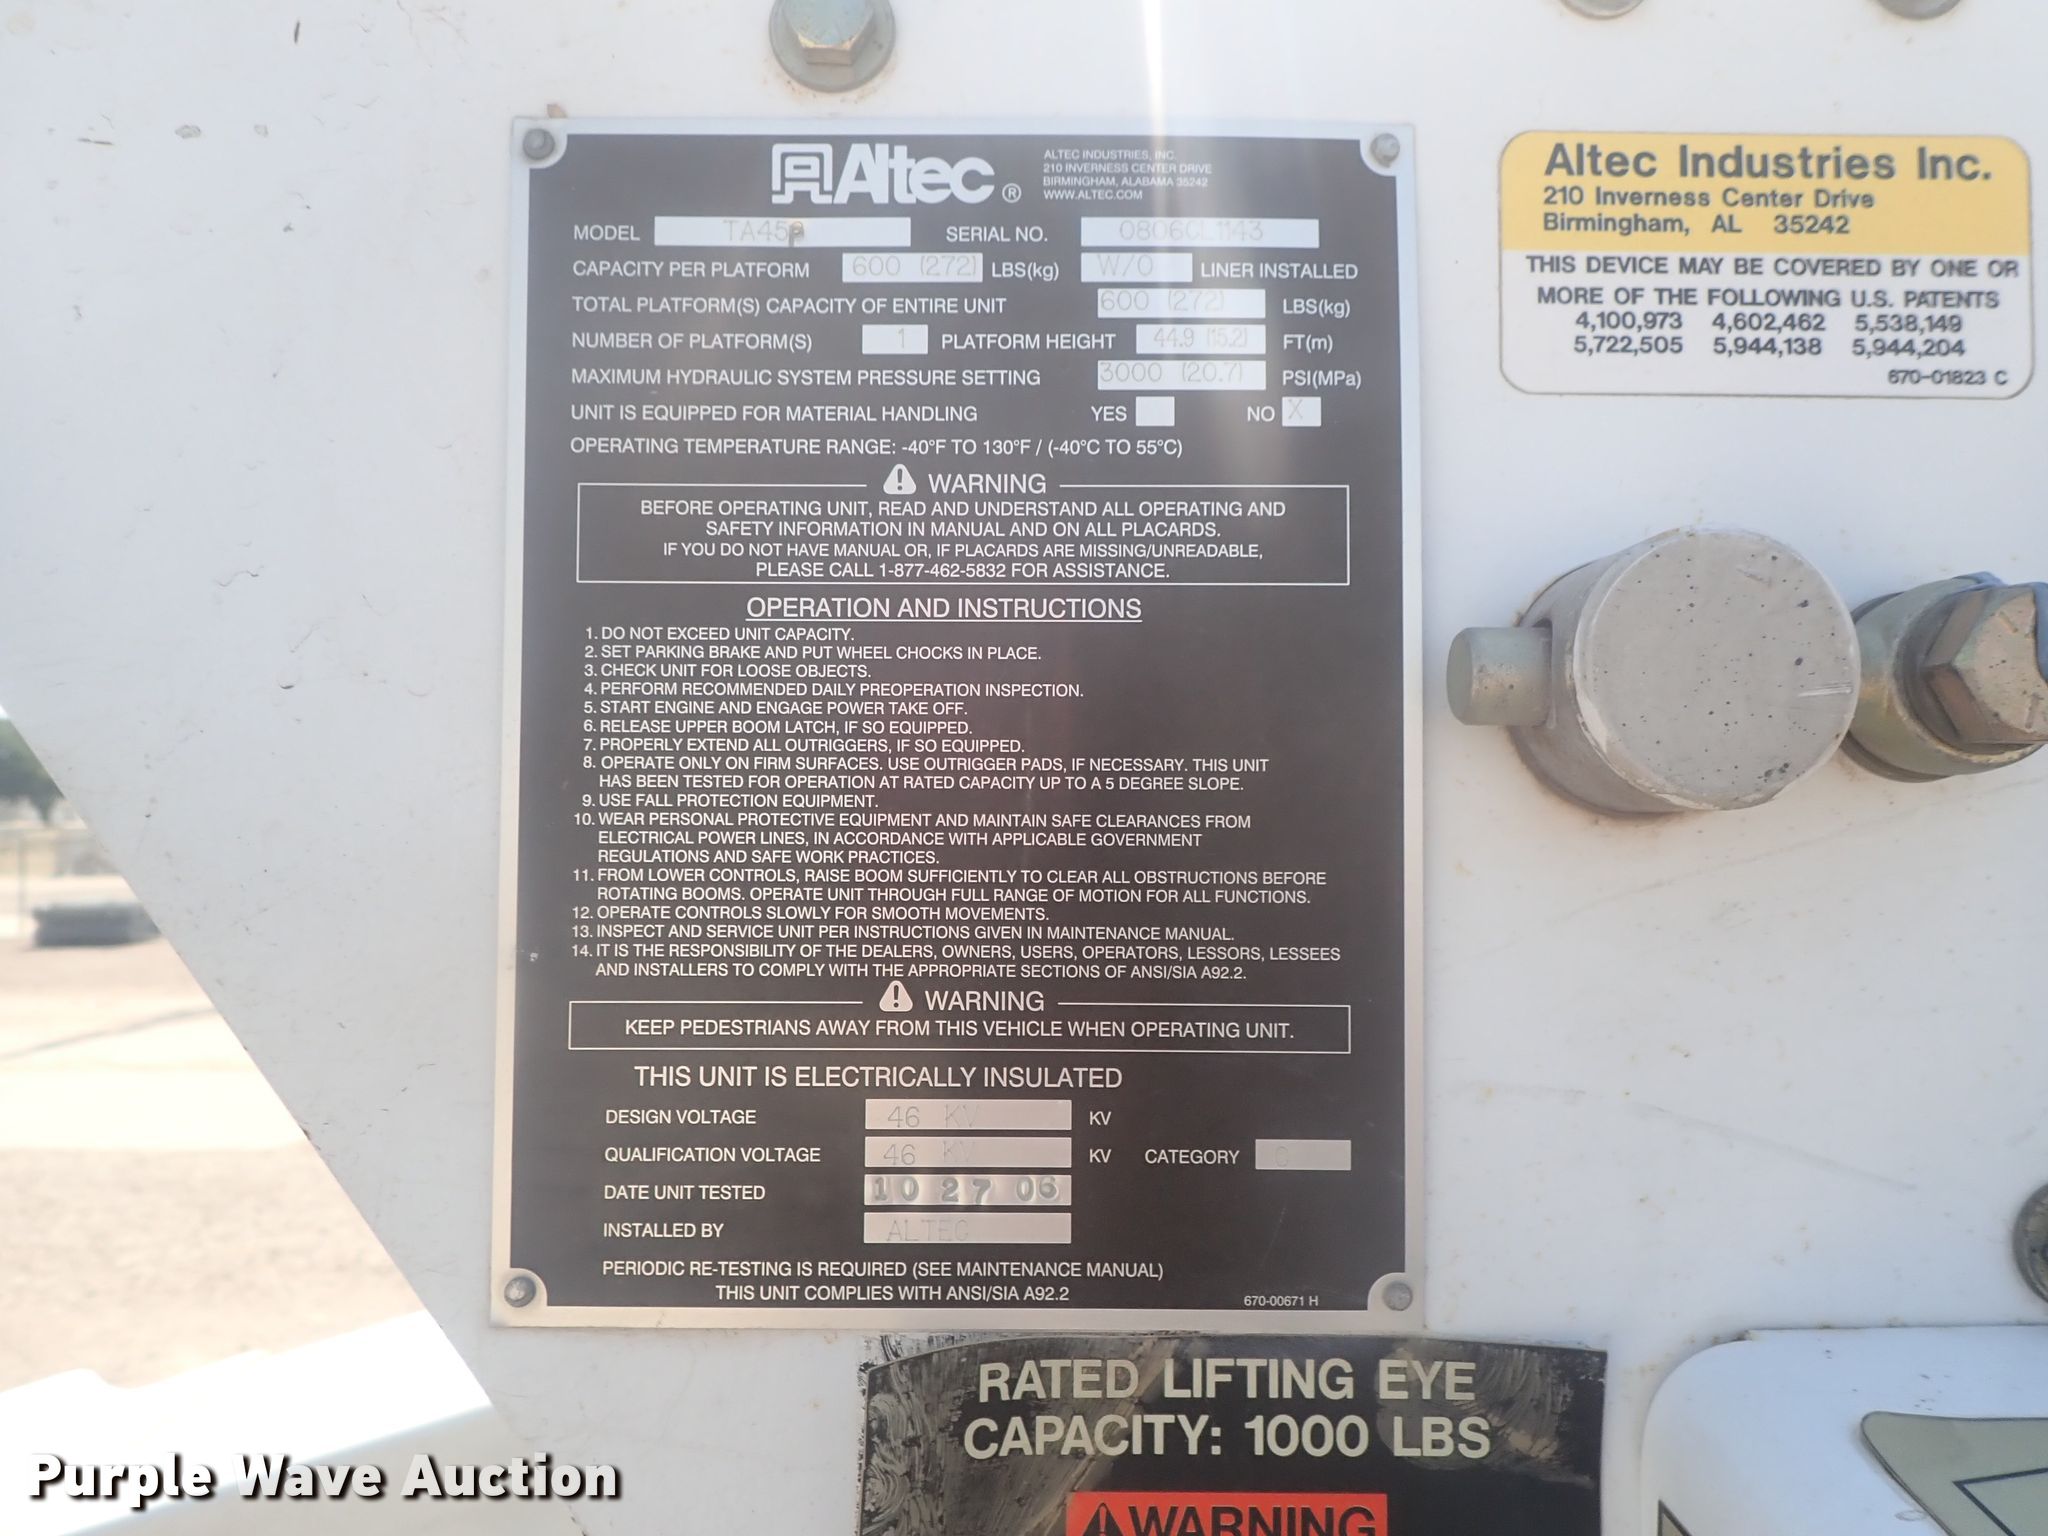 Altec®
ALTEC INDUSTRIES, INC.
210 INVERNESS CENTER DRIVE
BIRMINGHAM, ALABAMA 35242
WWW.ALTEC.COM
MODEL TA45P SERIAL NO. 0806CL1143
CAPACITY PER PLATFORM 600 (272) LBS(kg) W/O LINER INSTALLED
TOTAL PLATFORM(S) CAPACITY OF ENTIRE UNIT 600 (272) LBS(kg)
NUMBER OF PLATFORM(S) 1 PLATFORM HEIGHT 44.9 (15.2) FT(m)
MAXIMUM HYDRAULIC SYSTEM PRESSURE SETTING 3000 (20.7) PSI(MPa)
UNIT IS EQUIPPED FOR MATERIAL HANDLING YES NO X
OPERATING TEMPERATURE RANGE: -40°F TO 130°F / (-40°C TO 55°C)
WARNING
BEFORE OPERATING UNIT, READ AND UNDERSTAND ALL OPERATING AND
SAFETY INFORMATION IN MANUAL AND ON ALL PLACARDS.
IF YOU DO NOT HAVE MANUAL OR, IF PLACARDS ARE MISSING/UNREADABLE,
PLEASE CALL 1-877-462-5832 FOR ASSISTANCE.
OPERATION AND INSTRUCTIONS
1. DO NOT EXCEED UNIT CAPACITY.
2. SET PARKING BRAKE AND PUT WHEEL CHOCKS IN PLACE.
3. CHECK UNIT FOR LOOSE OBJECTS.
4. PERFORM RECOMMENDED DAILY PREOPERATION INSPECTION.
5. START ENGINE AND ENGAGE POWER TAKE OFF.
6. RELEASE UPPER BOOM LATCH, IF SO EQUIPPED.
7. PROPERLY EXTEND ALL OUTRIGGERS, IF SO EQUIPPED.
8. OPERATE ONLY ON FIRM SURFACES. USE OUTRIGGER PADS, IF NECESSARY. THIS UNIT
HAS BEEN TESTED FOR OPERATION AT RATED CAPACITY UP TO A 5 DEGREE SLOPE.
9. USE FALL PROTECTION EQUIPMENT.
10. WEAR PERSONAL PROTECTIVE EQUIPMENT AND MAINTAIN SAFE CLEARANCES FROM
ELECTRICAL POWER LINES, IN ACCORDANCE WITH APPLICABLE GOVERNMENT
REGULATIONS AND SAFE WORK PRACTICES.
11. FROM LOWER CONTROLS, RAISE BOOM SUFFICIENTLY TO CLEAR ALL OBSTRUCTIONS BEFORE
ROTATING BOOMS. OPERATE UNIT THROUGH FULL RANGE OF MOTION FOR ALL FUNCTIONS.
12. OPERATE CONTROLS SLOWLY FOR SMOOTH MOVEMENTS.
13. INSPECT AND SERVICE UNIT PER INSTRUCTIONS GIVEN IN MAINTENANCE MANUAL.
14. IT IS THE RESPONSIBILITY OF THE DEALERS, OWNERS, USERS, OPERATORS, LESSORS, LESSEES
AND INSTALLERS TO COMPLY WITH THE APPROPRIATE SECTIONS OF ANSI/SIA A92.2.
WARNING
KEEP PEDESTRIANS AWAY FROM THIS VEHICLE WHEN OPERATING UNIT.
THIS UNIT IS ELECTRICALLY INSULATED
DESIGN VOLTAGE 46 KV KV
QUALIFICATION VOLTAGE 46 KV KV CATEGORY C
DATE UNIT TESTED 10 27 06
INSTALLED BY ALTEC
PERIODIC RE-TESTING IS REQUIRED (SEE MAINTENANCE MANUAL)
THIS UNIT COMPLIES WITH ANSI/SIA A92.2
670-00671 H
Altec Industries Inc.
210 Inverness Center Drive
Birmingham, AL 35242
THIS DEVICE MAY BE COVERED BY ONE OR
MORE OF THE FOLLOWING U.S. PATENTS
4,100,973 4,602,462 5,538,149
5,722,505 5,944,138 5,944,204
670-01823 C
RATED LIFTING EYE
CAPACITY: 1000 LBS
WARNING
Purple Wave Auction